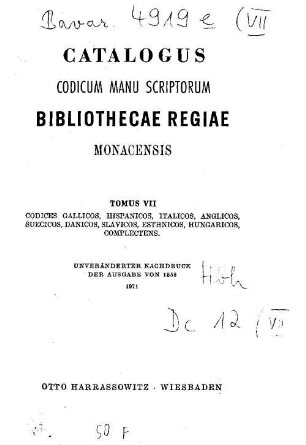 Bavar. 4919 e (VII
CATALOGUS
CODICUM MANU SCRIPTORUM
BIBLIOTHECAE REGIAE
MONACENSIS
TOMUS VII
CODICES GALLICOS, HISPANICOS, ITALICOS, ANGLICOS,
SUECICOS, DANICOS, SLAVICOS, ESTHNICOS, HUNGARICOS,
COMPLECTENS.
UNVERÄNDERTER NACHDRUCK
DER AUSGABE VON 1858
1971
Hbh
Dc 12 (VII
OTTO HARRASSOWITZ · WIESBADEN
50 F